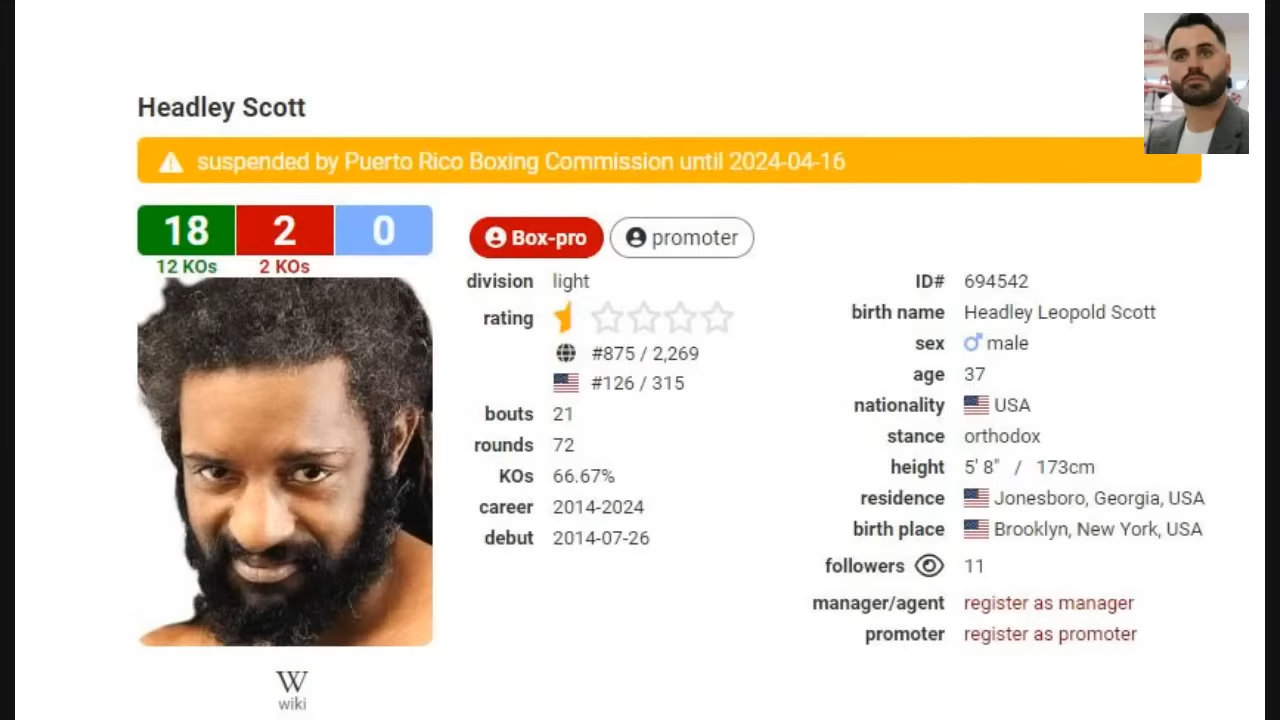 Headley Scott
suspended by Puerto Rico Boxing Commission until 2024-04-16
18 2 0
12 KOs 2 KOs
Box-pro promoter
division light
rating
#875 / 2,269
#126 / 315
bouts 21
rounds 72
KOs 66.67%
career 2014-2024
debut 2014-07-26
ID# 694542
birth name Headley Leopold Scott
sex male
age 37
nationality USA
stance orthodox
height 5' 8" / 173cm
residence Jonesboro, Georgia, USA
birth place Brooklyn, New York, USA
followers 11
manager/agent register as manager
promoter register as promoter
W
wiki